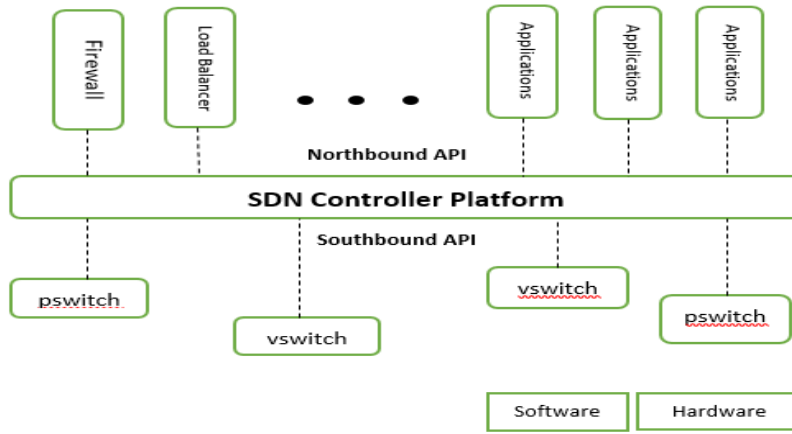 Firewall
Load Balancer
Applications
Applications
Applications
Northbound API
SDN Controller Platform
Southbound API
pswitch
vswitch
vswitch
pswitch
Software
Hardware